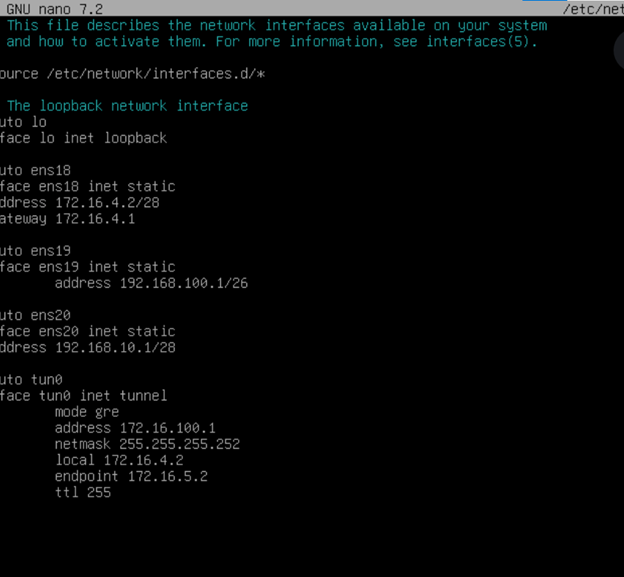 GNU nano 7.2 /etc/net
This file describes the network interfaces available on your system
and how to activate them. For more information, see interfaces(5).
ource /etc/network/interfaces.d/*
The loopback network interface
uto lo
face lo inet loopback
uto ens18
face ens18 inet static
ddress 172.16.4.2/28
ateway 172.16.4.1
uto ens19
face ens19 inet static
address 192.168.100.1/26
uto ens20
face ens20 inet static
ddress 192.168.10.1/28
uto tun0
face tun0 inet tunnel
mode gre
address 172.16.100.1
netmask 255.255.255.252
local 172.16.4.2
endpoint 172.16.5.2
ttl 255